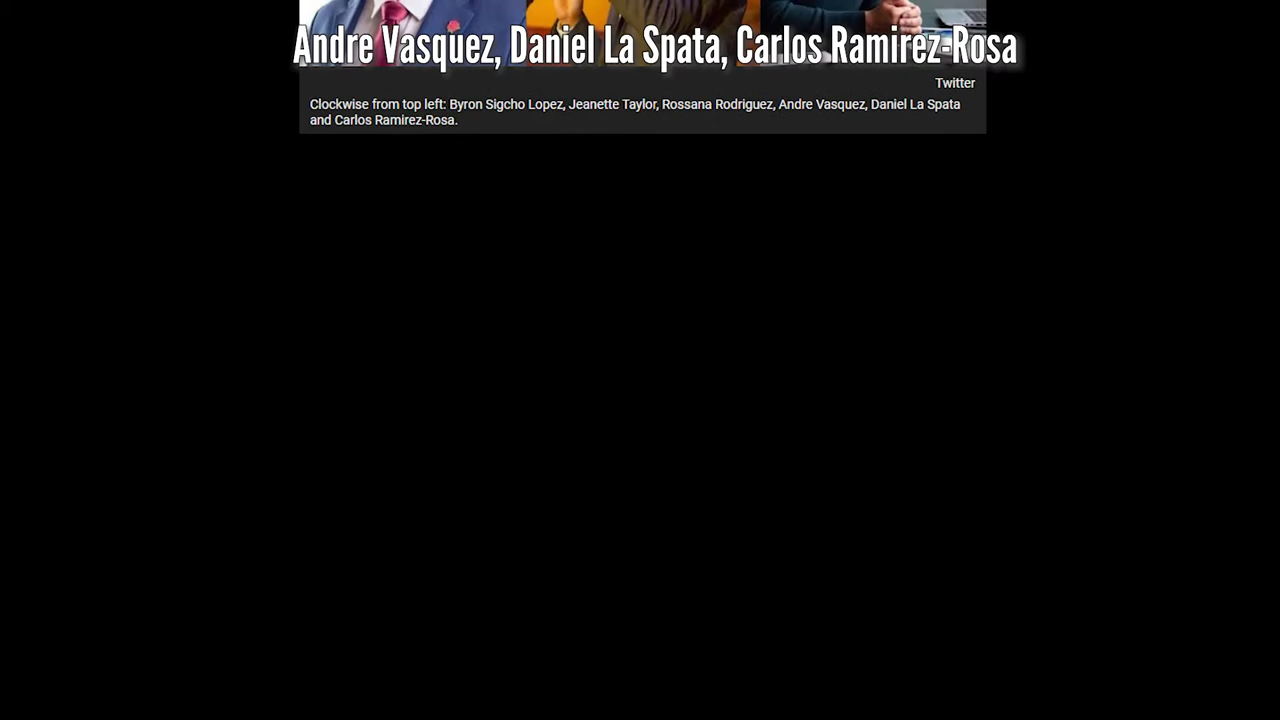 Andre Vasquez, Daniel La Spata, Carlos Ramirez-Rosa
Twitter
Clockwise from top left: Byron Sigcho Lopez, Jeanette Taylor, Rossana Rodriguez, Andre Vasquez, Daniel La Spata
and Carlos Ramirez-Rosa.